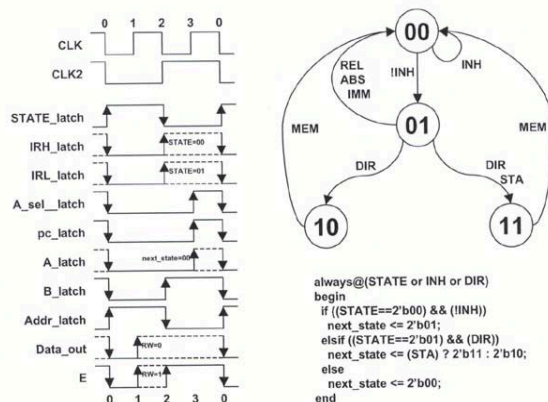 0 1 2 3 0
CLK
CLK2
STATE_latch
IRH_latch STATE=00
IRL_latch STATE=01
A_sel__latch
pc_latch
A_latch next_state=00
B_latch
Addr_latch
Data_out RW=0
E RW=1
0 1 2 3 0
00
INH
REL
ABS
IMM
!INH
MEM
01
MEM
DIR
DIR
STA
10
11
always@(STATE or INH or DIR)
begin
if ((STATE==2'b00) && (!INH))
next_state <= 2'b01;
elsif ((STATE==2'b01) && (DIR))
next_state <= (STA) ? 2'b11 : 2'b10;
else
next_state <= 2'b00;
end